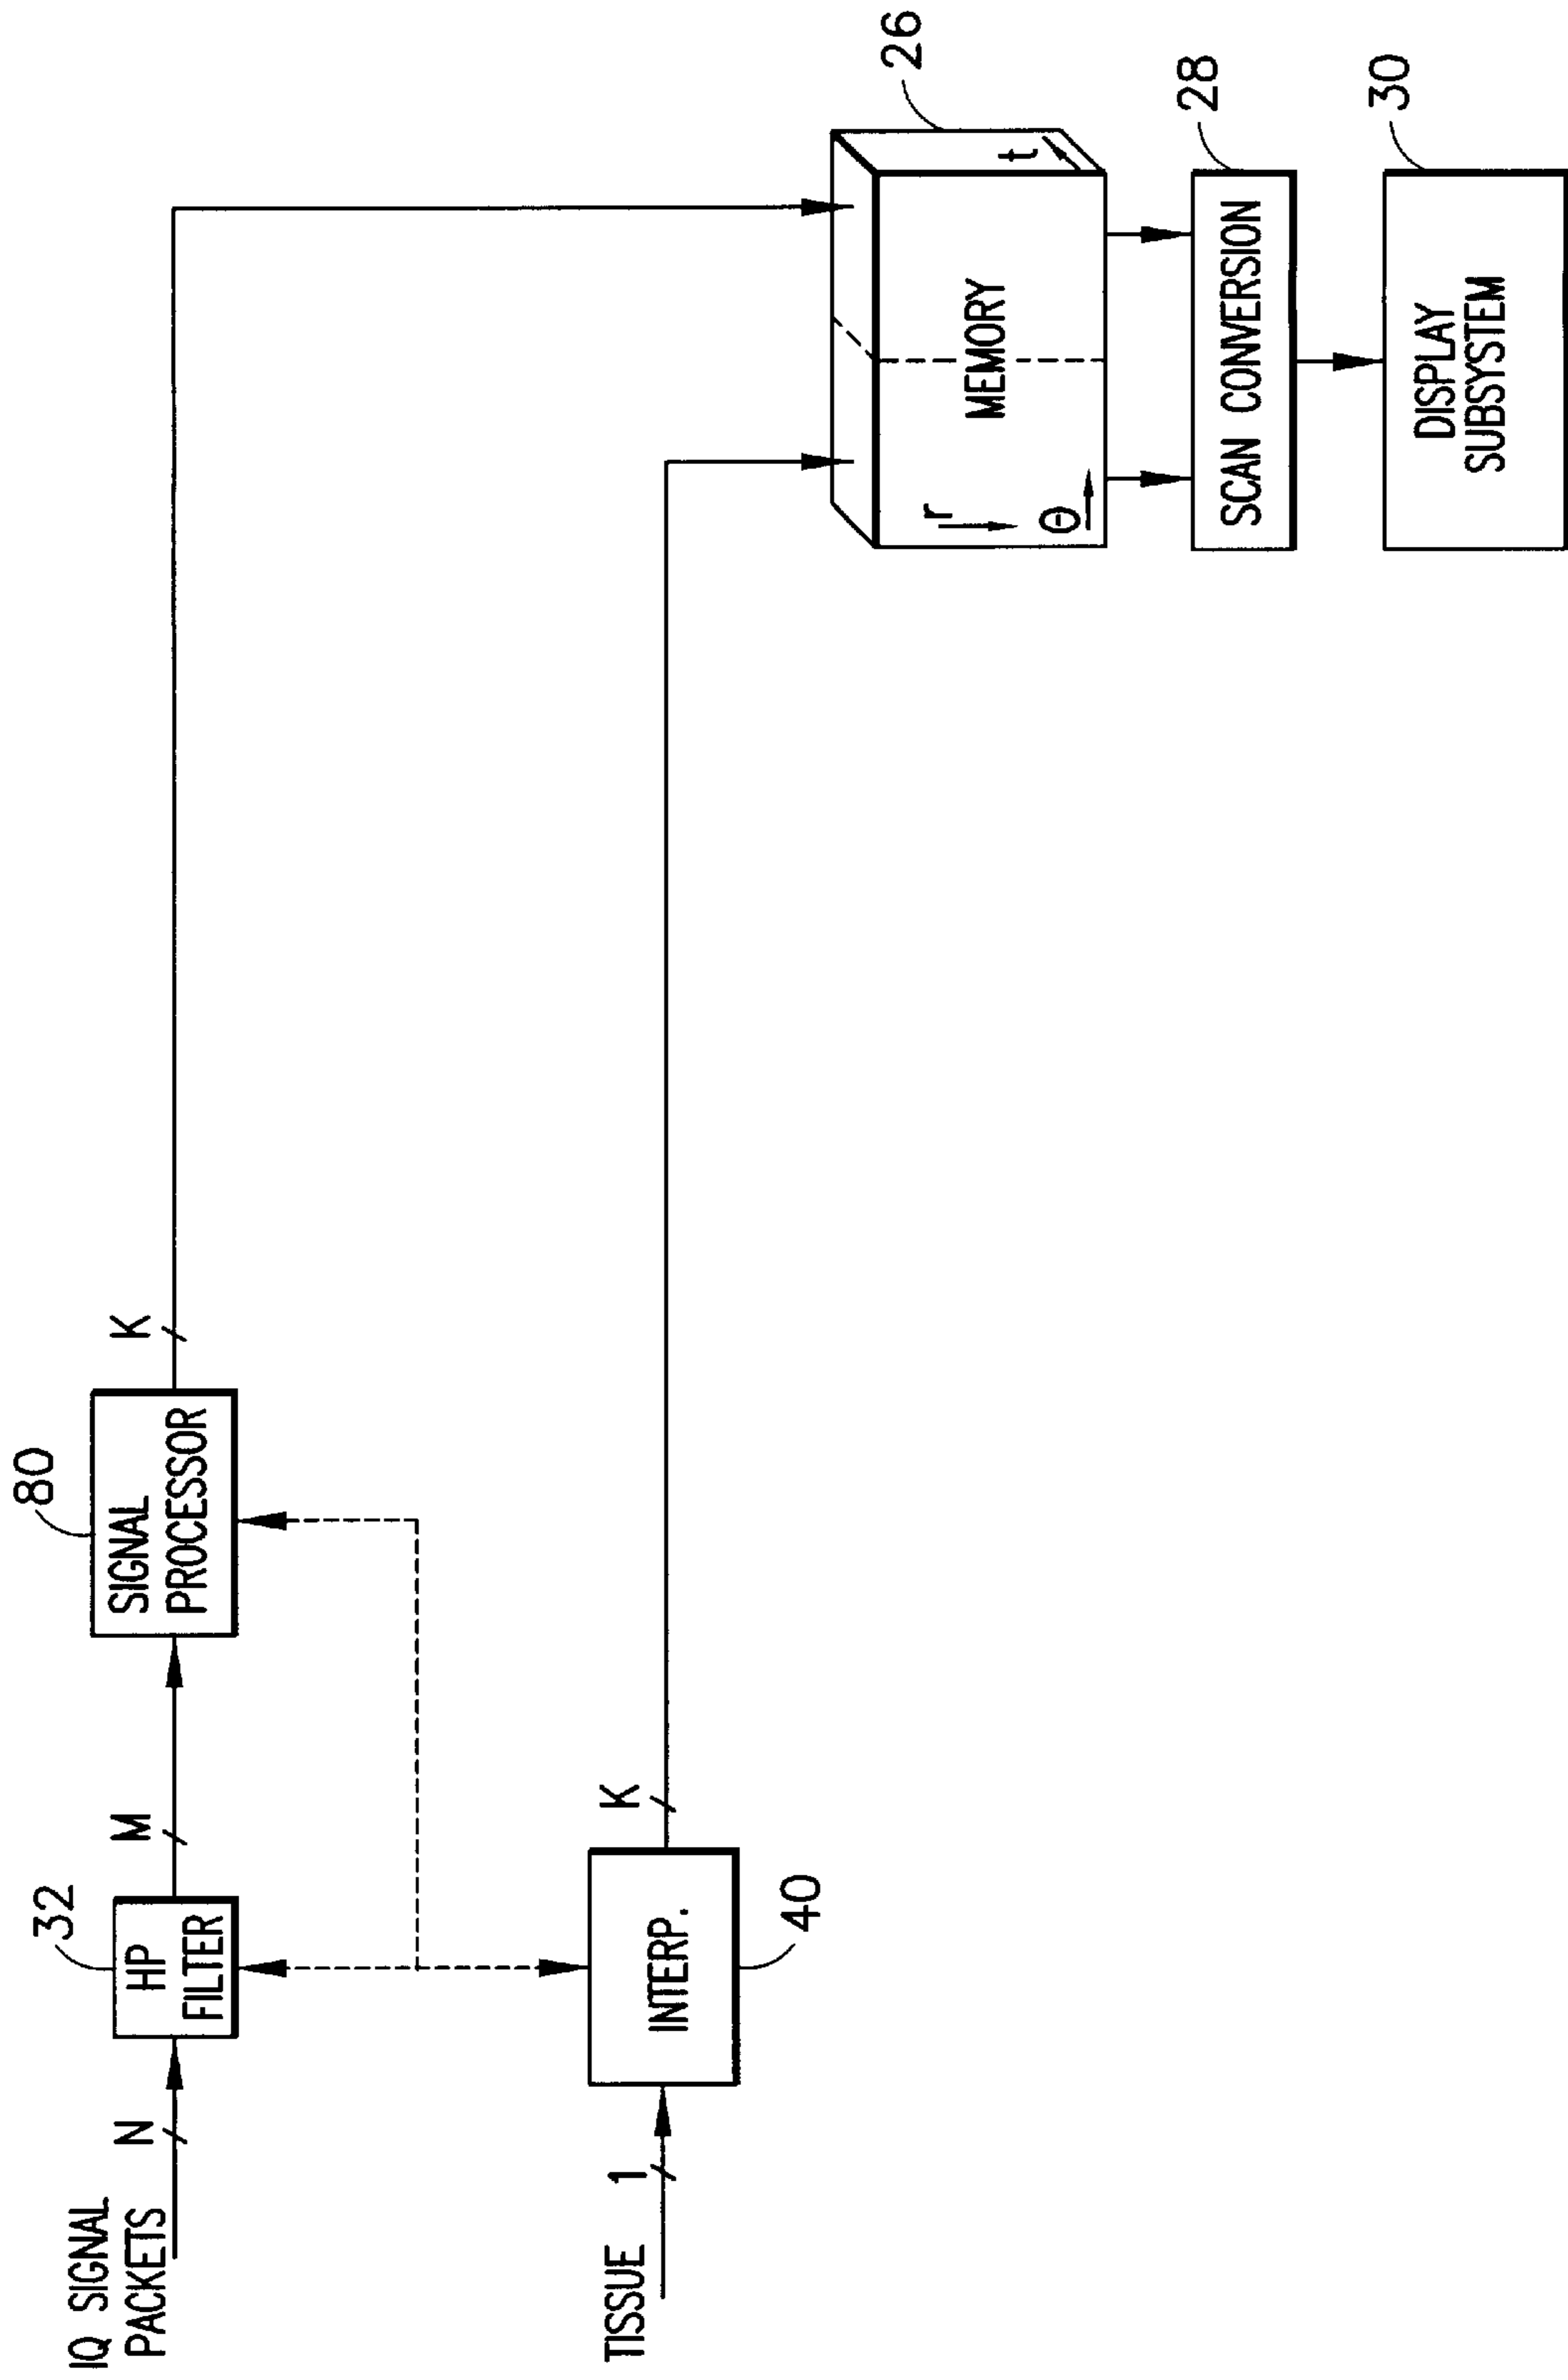 IQ SIGNAL
PACKETS
N
32
HP
FILTER
M
80
SIGNAL
PROCESSOR
K
TISSUE
1
INTERP.
40
K
r
Θ
t
MEMORY
26
SCAN CONVERSION
28
DISPLAY
SUBSYSTEM
30